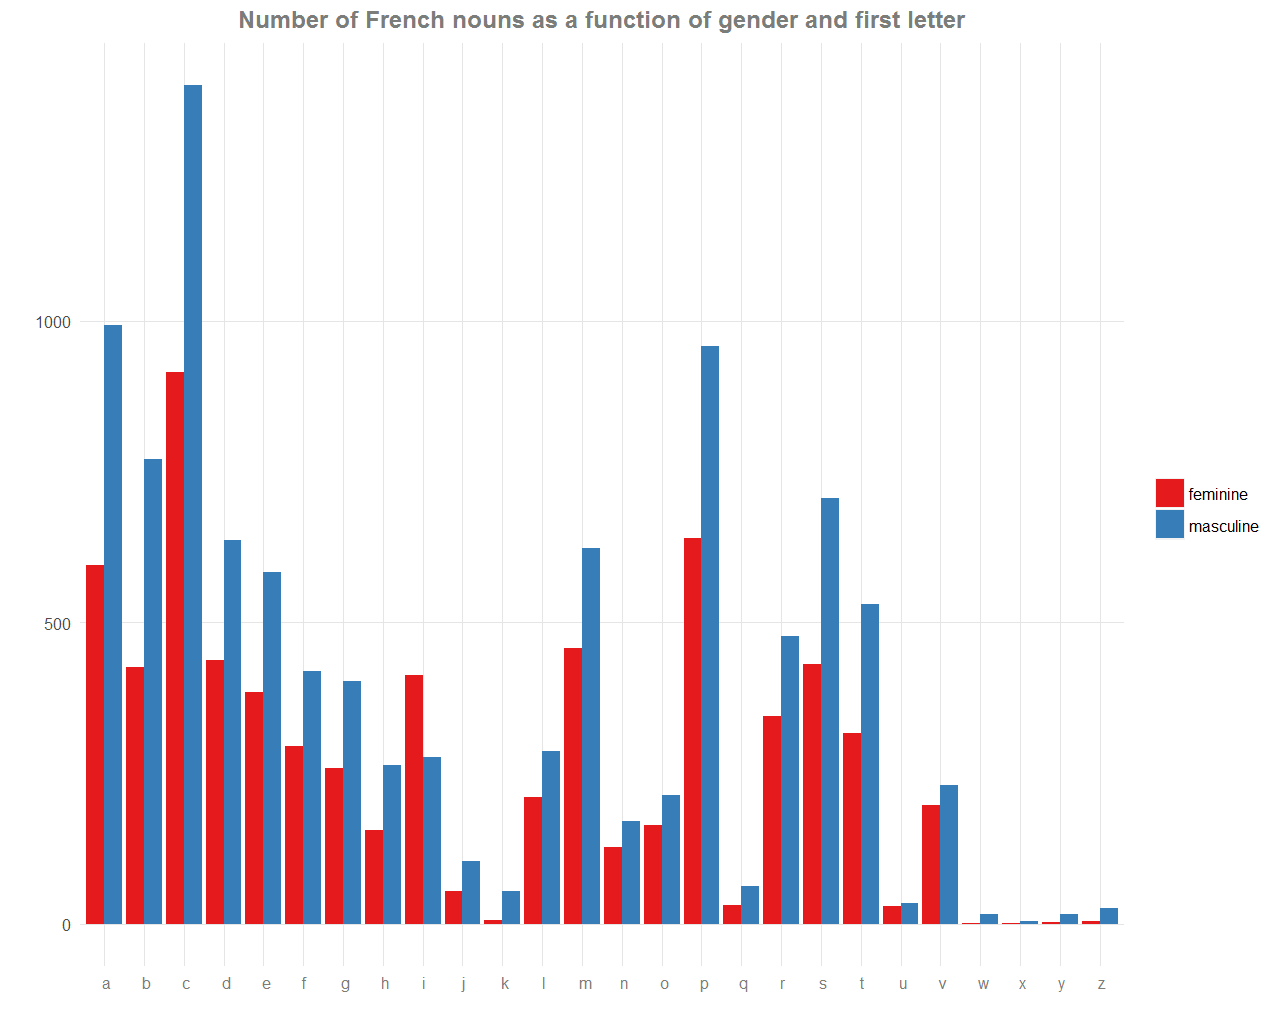 Number of French nouns as a function of gender and first letter
1000
500
0
a b c d e f g h i j k l m n o p q r s t u v w x y z
feminine
masculine